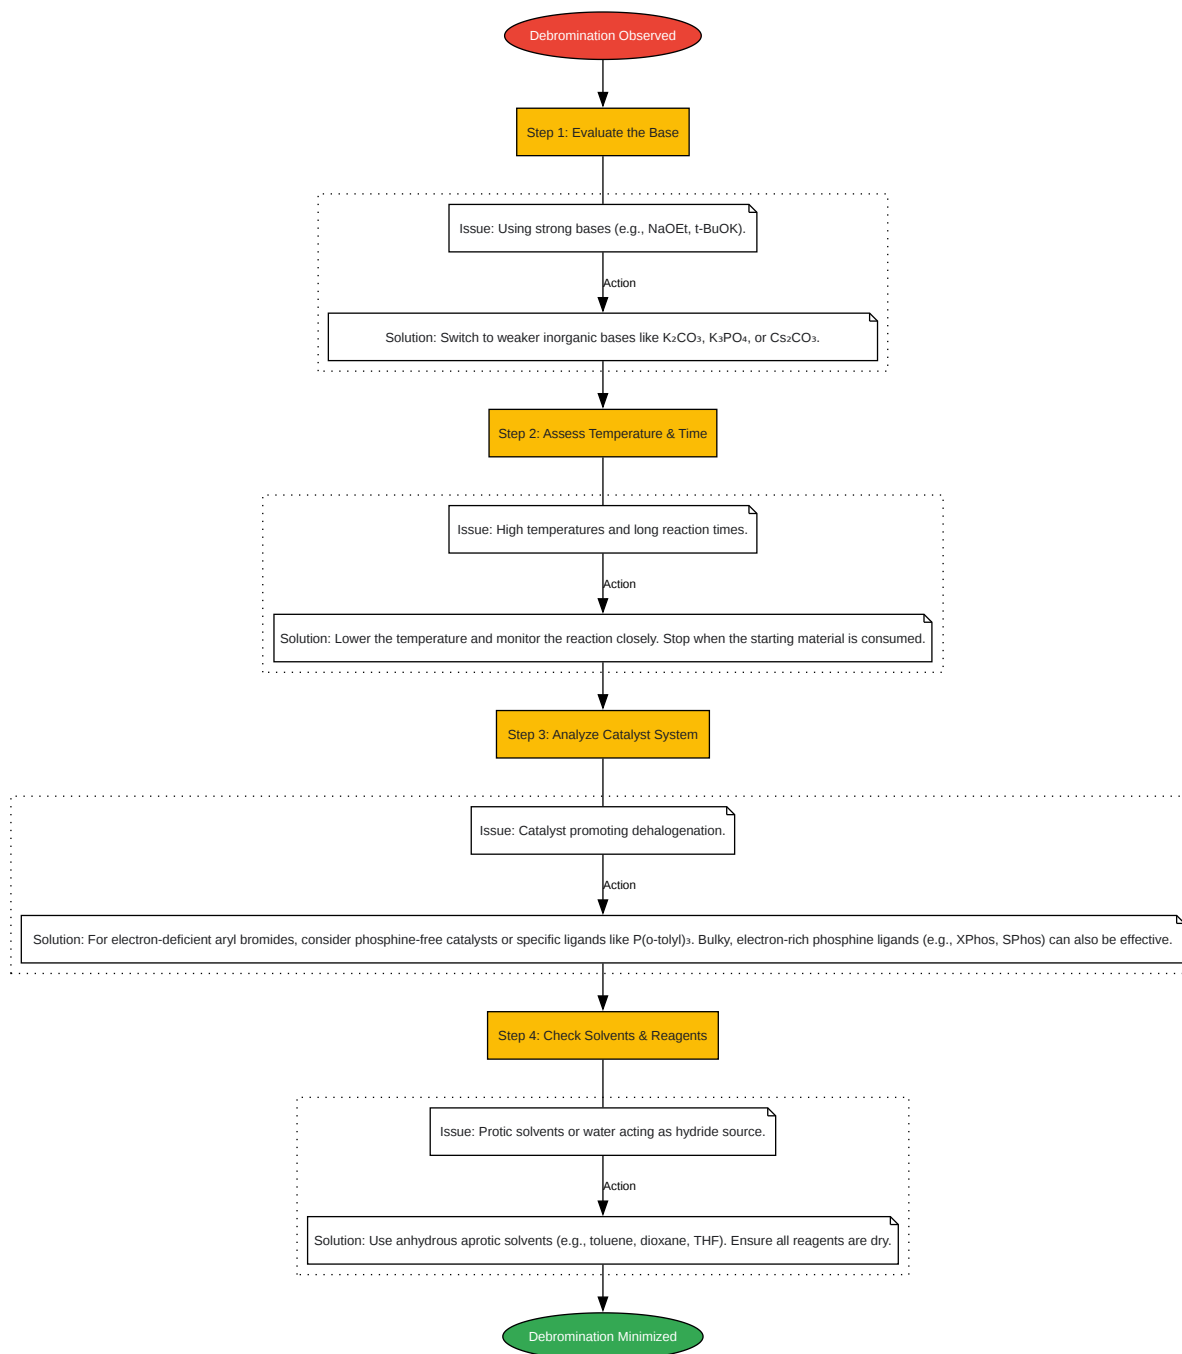 Debromination Observed
Step 1: Evaluate the Base
Issue: Using strong bases (e.g., NaOEt, t-BuOK).
Action
Solution: Switch to weaker inorganic bases like K₂CO₃, K₃PO₄, or Cs₂CO₃.
Step 2: Assess Temperature & Time
Issue: High temperatures and long reaction times.
Action
Solution: Lower the temperature and monitor the reaction closely. Stop when the starting material is consumed.
Step 3: Analyze Catalyst System
Issue: Catalyst promoting dehalogenation.
Action
Solution: For electron-deficient aryl bromides, consider phosphine-free catalysts or specific ligands like P(o-tolyl)₃. Bulky, electron-rich phosphine ligands (e.g., XPhos, SPhos) can also be effective.
Step 4: Check Solvents & Reagents
Issue: Protic solvents or water acting as hydride source.
Action
Solution: Use anhydrous aprotic solvents (e.g., toluene, dioxane, THF). Ensure all reagents are dry.
Debromination Minimized